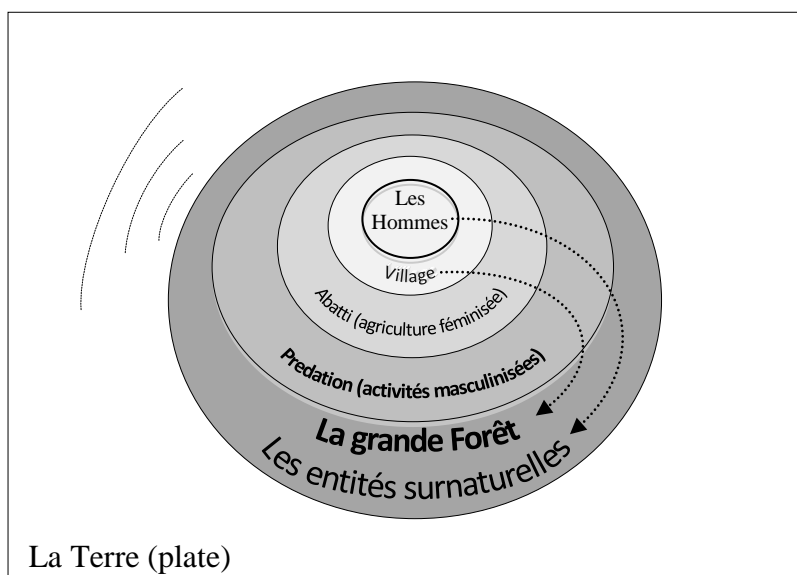 Les
Hommes
Village
Abatti (agriculture féminisée)
Predation (activités masculinisées)
La grande Forêt
Les entités surnaturelles
La Terre (plate)